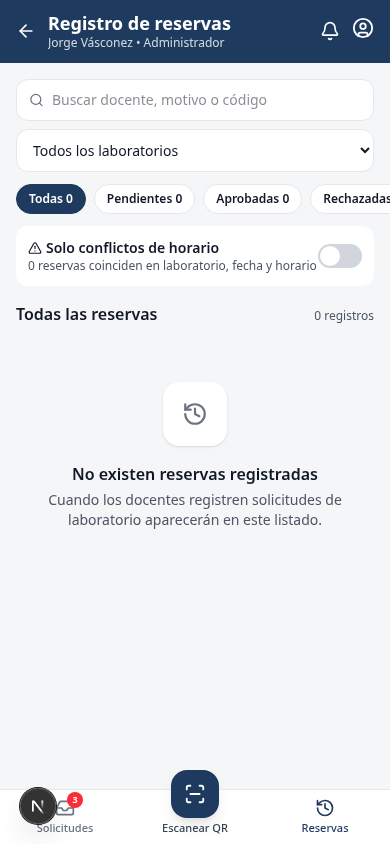 Registro de reservas
Jorge Vásconez • Administrador
Buscar docente, motivo o código
Todos los laboratorios
Todas 0
Pendientes 0
Aprobadas 0
Rechazadas
Solo conflictos de horario
0 reservas coinciden en laboratorio, fecha y horario
Todas las reservas
0 registros
No existen reservas registradas
Cuando los docentes registren solicitudes de
laboratorio aparecerán en este listado.
N
3
Solicitudes
Escanear QR
Reservas